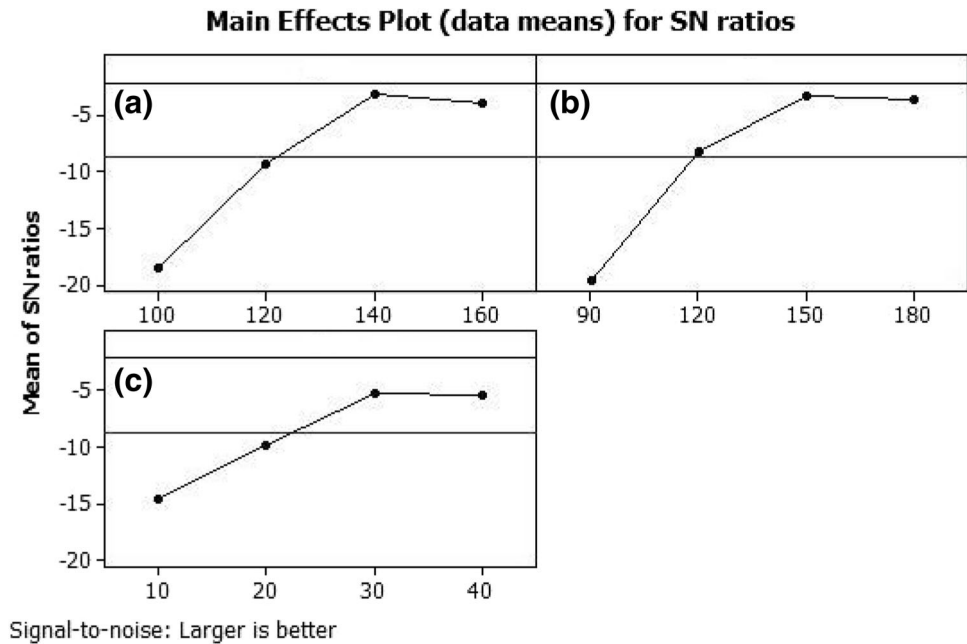 Main Effects Plot (data means) for SN ratios
Mean of SN ratios
(a)
-5
-10
-15
-20
100 120 140 160
(b)
90 120 150 180
(c)
-5
-10
-15
-20
10 20 30 40
Signal-to-noise: Larger is better